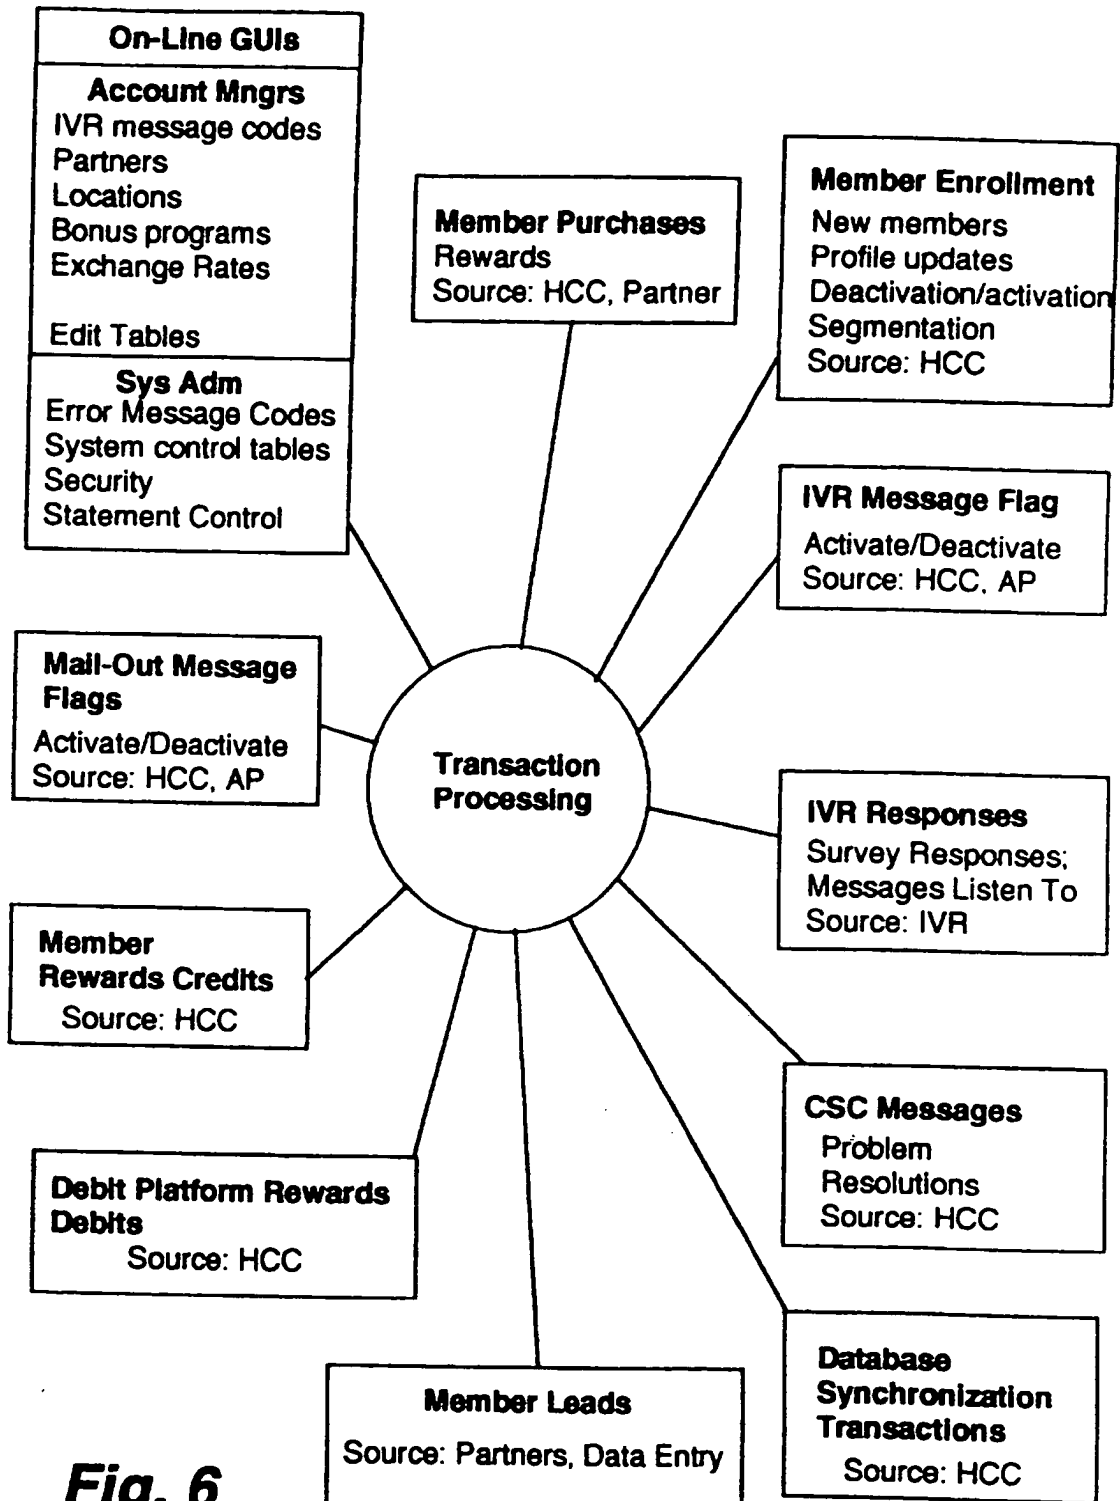 On-Line GUIs
Account Mngrs
IVR message codes
Partners
Locations
Bonus programs
Exchange Rates
Edit Tables
Sys Adm
Error Message Codes
System control tables
Security
Statement Control
Member Purchases
Rewards
Source: HCC, Partner
Member Enrollment
New members
Profile updates
Deactivation/activation
Segmentation
Source: HCC
IVR Message Flag
Activate/Deactivate
Source: HCC, AP
Mail-Out Message
Flags
Activate/Deactivate
Source: HCC, AP
Transaction
Processing
IVR Responses
Survey Responses;
Messages Listen To
Source: IVR
Member
Rewards Credits
Source: HCC
CSC Messages
Problem
Resolutions
Source: HCC
Debit Platform Rewards
Debits
Source: HCC
Database
Synchronization
Transactions
Source: HCC
Member Leads
Source: Partners, Data Entry
Fig. 6